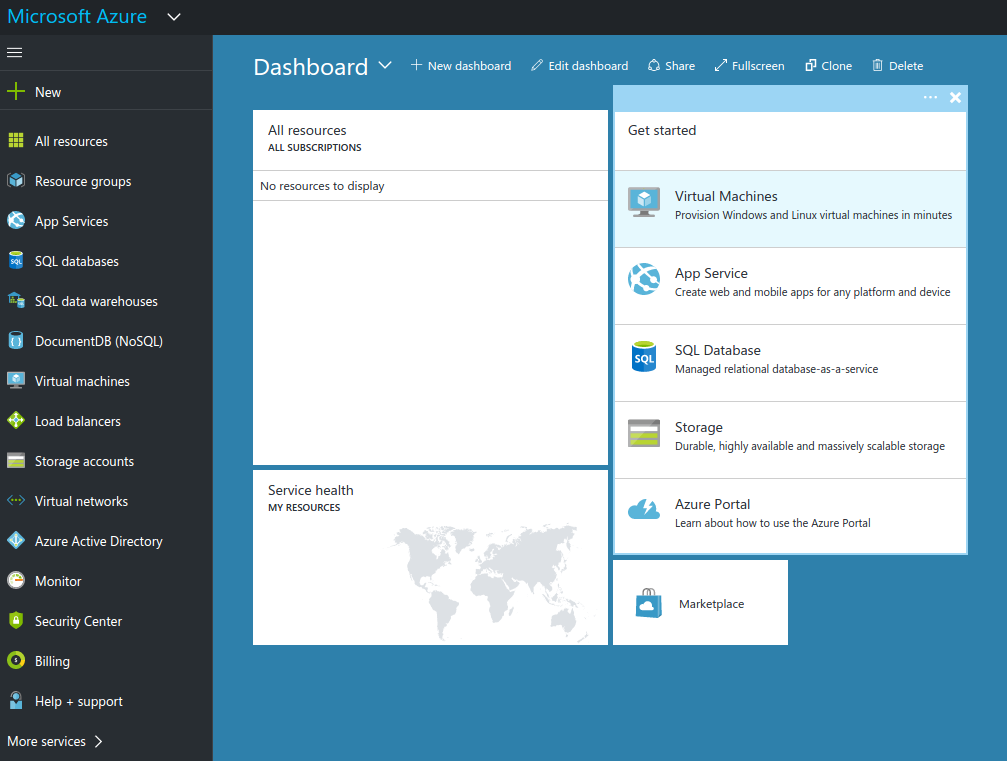 Microsoft Azure
New
All resources
Resource groups
App Services
SQL databases
SQL data warehouses
DocumentDB (NoSQL)
Virtual machines
Load balancers
Storage accounts
Virtual networks
Azure Active Directory
Monitor
Security Center
Billing
Help + support
More services
Dashboard New dashboard Edit dashboard Share Fullscreen Clone Delete
All resources
ALL SUBSCRIPTIONS
No resources to display
Service health
MY RESOURCES
Get started
Virtual Machines
Provision Windows and Linux virtual machines in minutes
App Service
Create web and mobile apps for any platform and device
SQL
SQL Database
Managed relational database-as-a-service
Storage
Durable, highly available and massively scalable storage
Azure Portal
Learn about how to use the Azure Portal
Marketplace